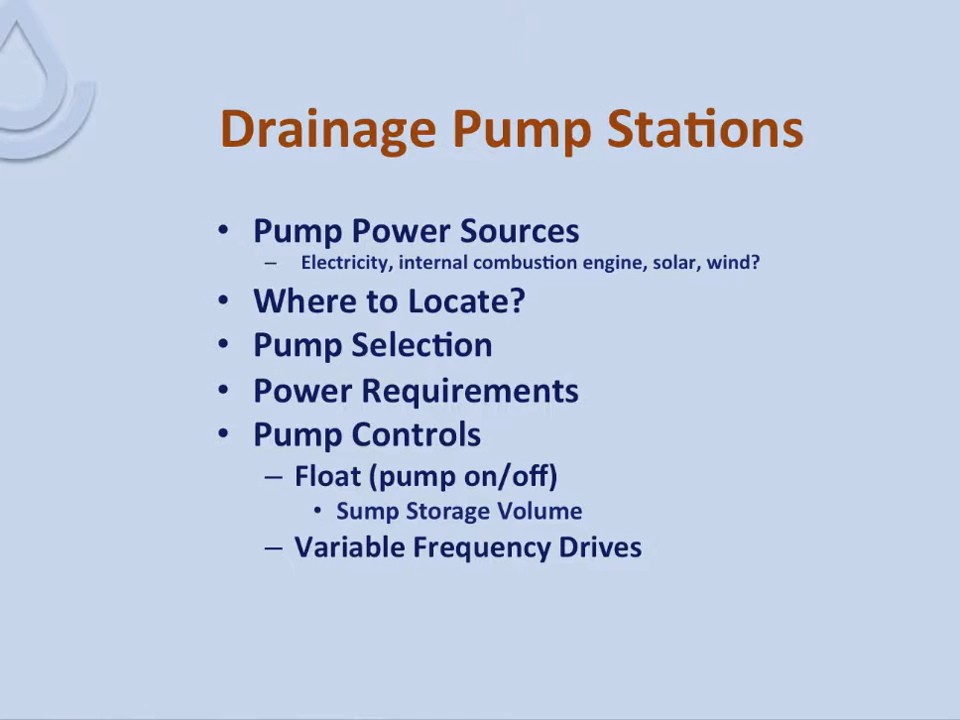 Drainage Pump Stations
• Pump Power Sources
– Electricity, internal combustion engine, solar, wind?
• Where to Locate?
• Pump Selection
• Power Requirements
• Pump Controls
– Float (pump on/off)
• Sump Storage Volume
– Variable Frequency Drives